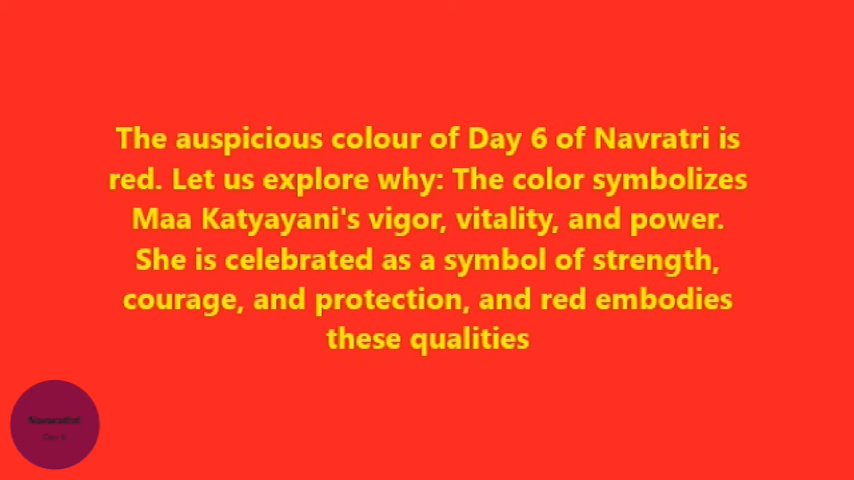 The auspicious colour of Day 6 of Navratri is
red. Let us explore why: The color symbolizes
Maa Katyayani's vigor, vitality, and power.
She is celebrated as a symbol of strength,
courage, and protection, and red embodies
these qualities